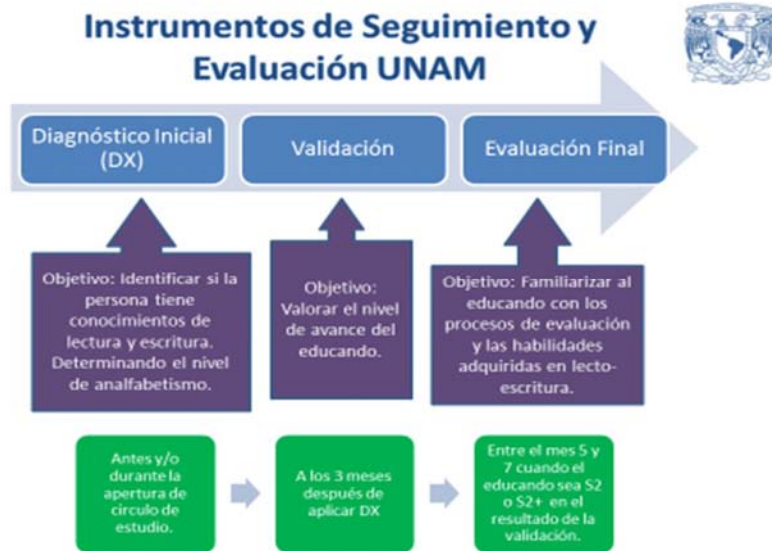 Instrumentos de Seguimiento y
Evaluación UNAM
Diagnóstico Inicial
(DX)
Validación
Evaluación Final
Objetivo: Identificar si la
persona tiene
conocimientos de
lectura y escritura.
Determinando el nivel
de analfabetismo.
Objetivo:
Valorar el nivel
de avance del
educando.
Objetivo: Familiarizar al
educando con los
procesos de evaluación
y las habilidades
adquiridas en lecto-
escritura.
Antes y/o
durante la
apertura de
circulo de
estudio.
A los 3 meses
después de
aplicar DX
Entre el mes 5 y
7 cuando el
educando sea S2
o S2+ en el
resultado de la
validación.